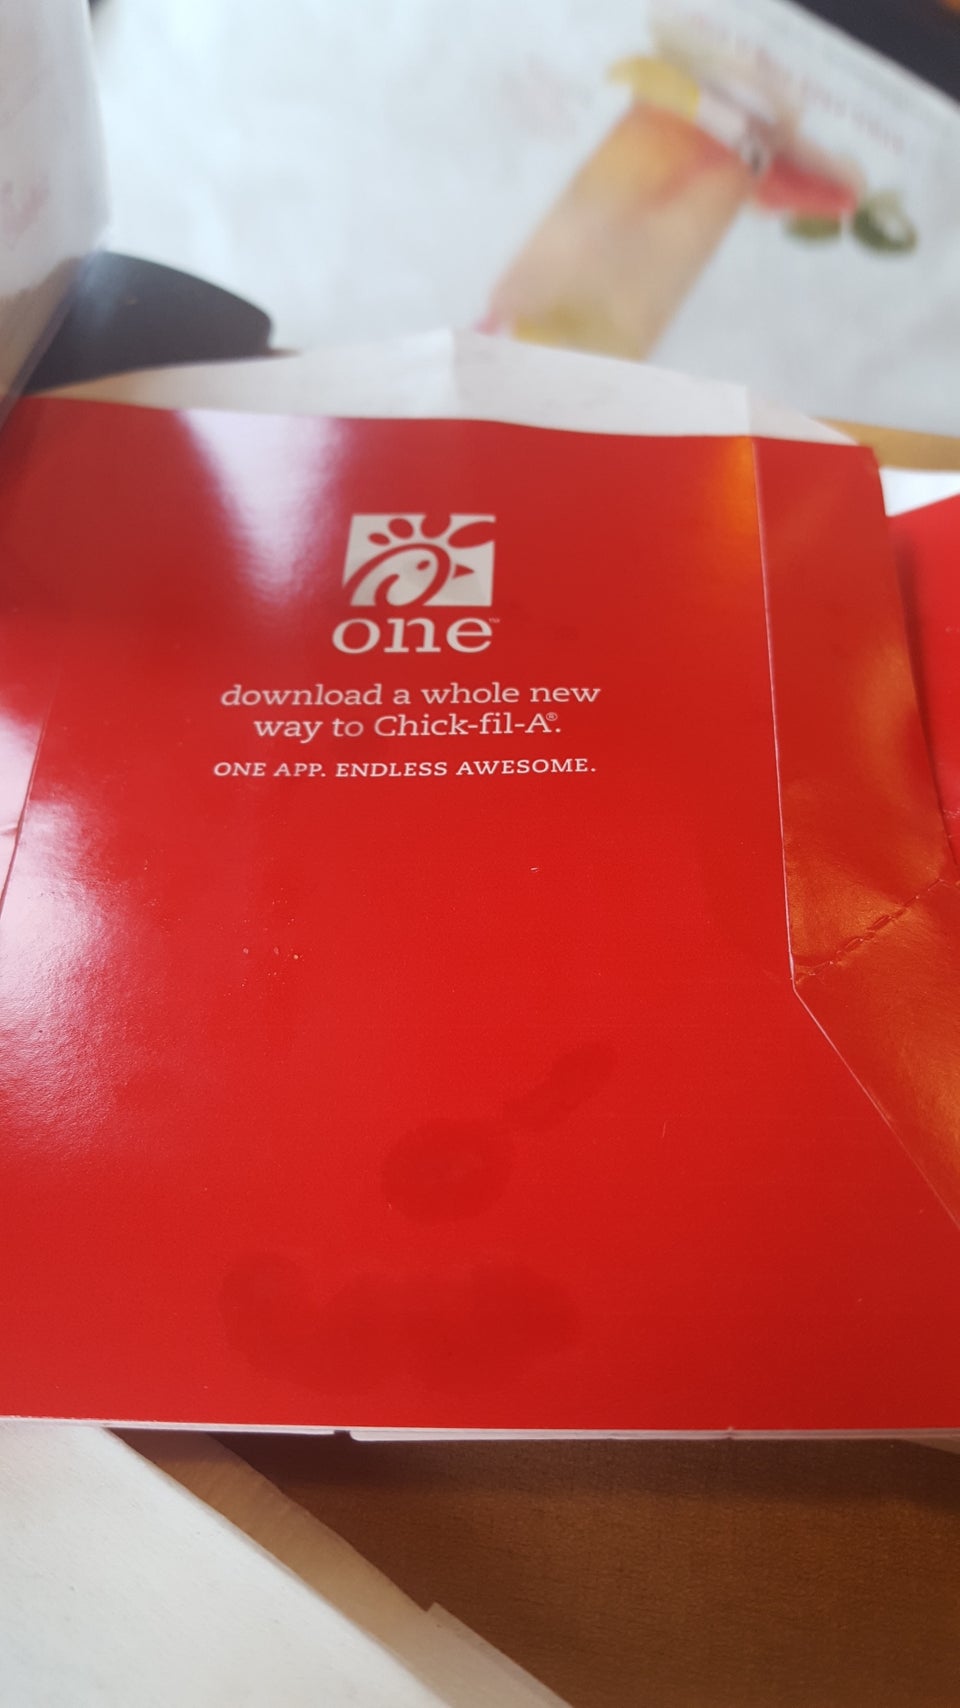 one™
download a whole new
way to Chick-fil-A®.
ONE APP. ENDLESS AWESOME.